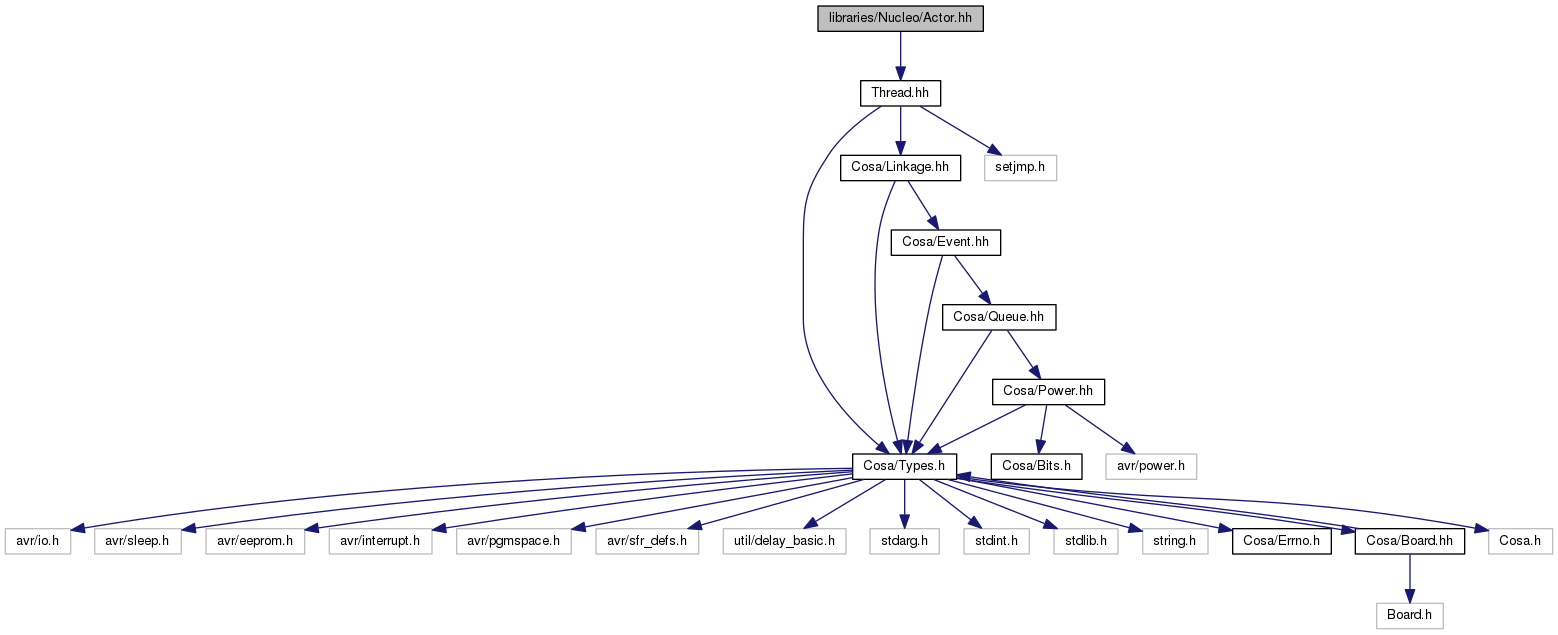 libraries/Nucleo/Actor.hh
Thread.hh
Cosa/Linkage.hh
setjmp.h
Cosa/Event.hh
Cosa/Queue.hh
Cosa/Power.hh
Cosa/Types.h
Cosa/Bits.h
avr/power.h
avr/io.h
avr/sleep.h
avr/eeprom.h
avr/interrupt.h
avr/pgmspace.h
avr/sfr_defs.h
util/delay_basic.h
stdarg.h
stdint.h
stdlib.h
string.h
Cosa/Errno.h
Cosa/Board.hh
Cosa.h
Board.h